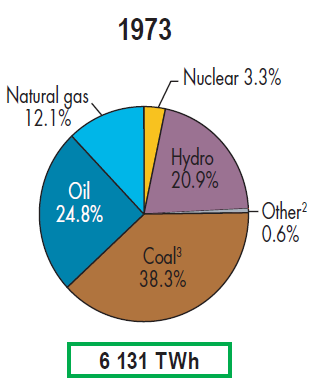 1973
Nuclear 3.3%
Natural gas
12.1%
Hydro
20.9%
Oil
24.8%
Other²
0.6%
Coal³
38.3%
6 131 TWh